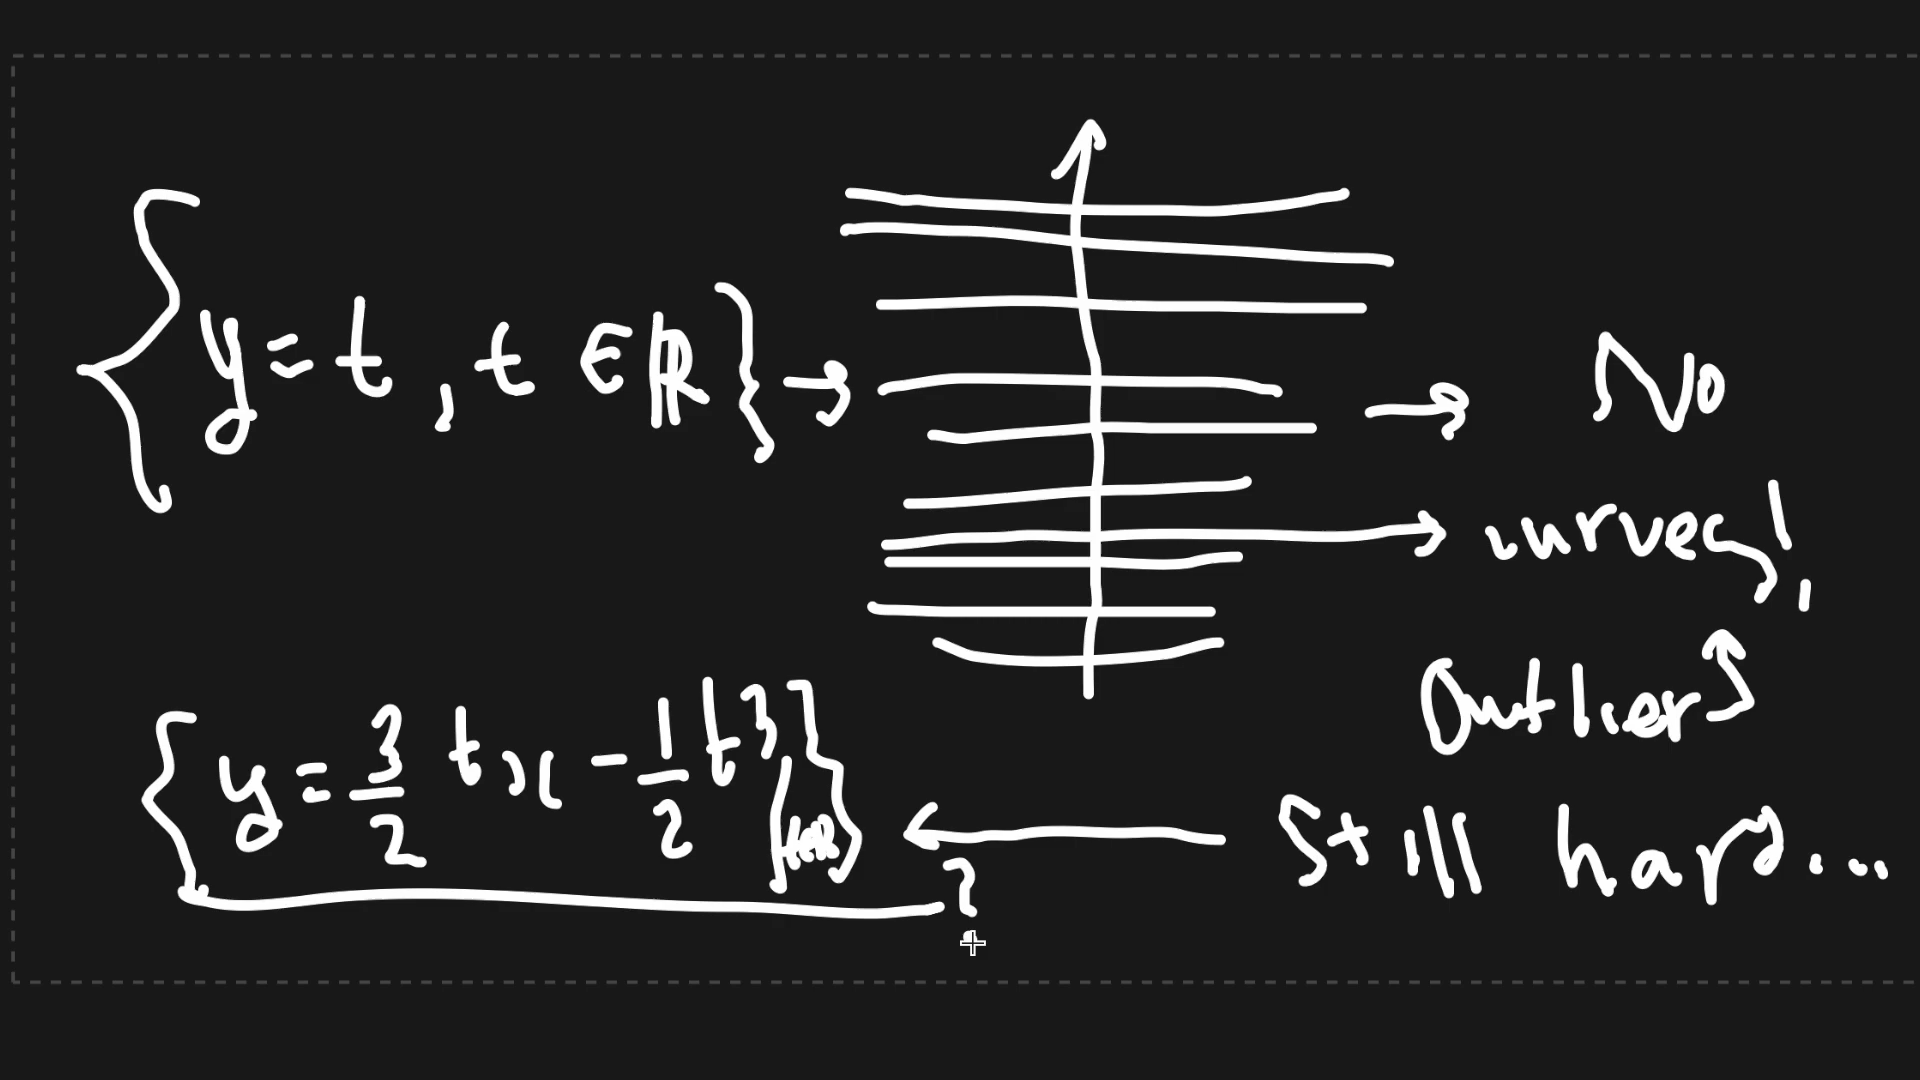 {y = t, t ∈ ℝ} → → No
curves!,
Outliers
{y = 3/2 tx - 1/2 t³ | t∈ℝ} ← Still hard...
?